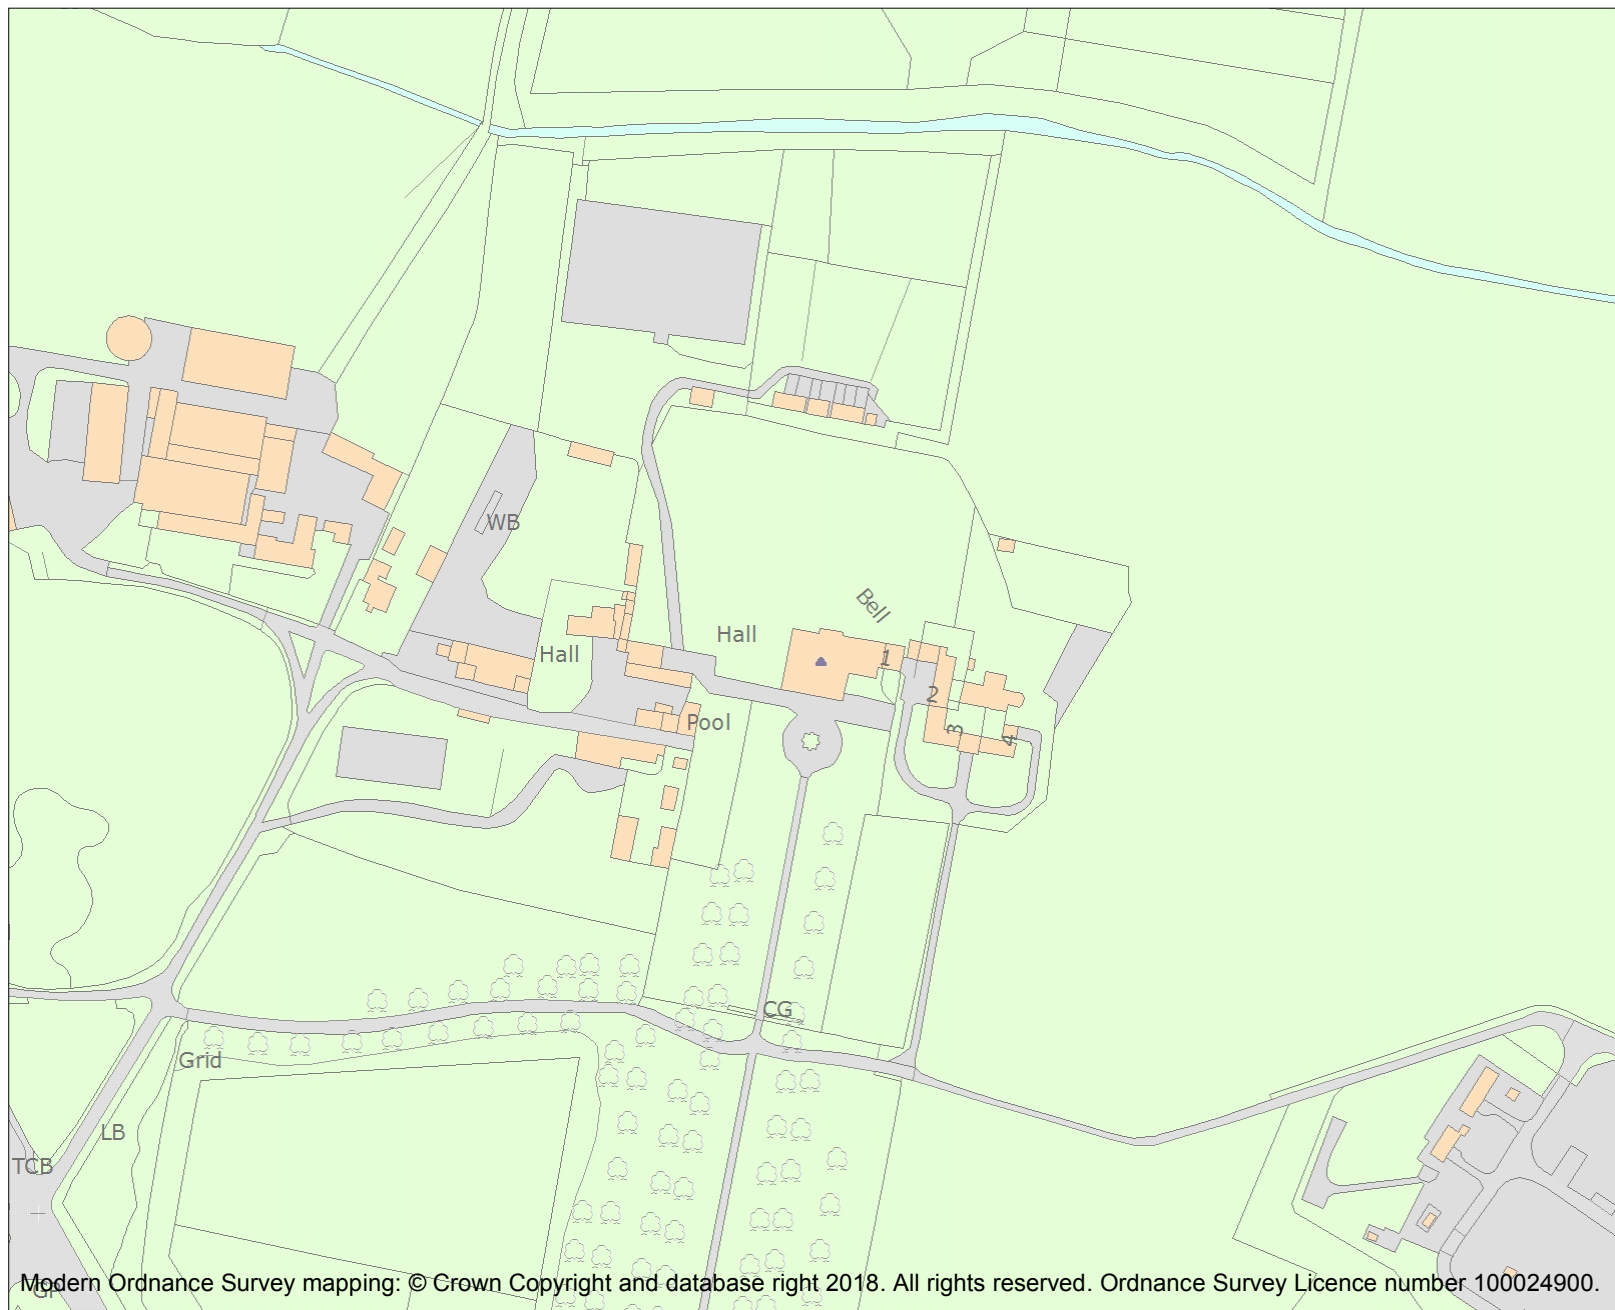 WB
Bell
Hall
Hall
1
2
Pool
3
4
CG
Grid
LB
TCB
GP
Modern Ordnance Survey mapping: © Crown Copyright and database right 2018. All rights reserved. Ordnance Survey Licence number 100024900.